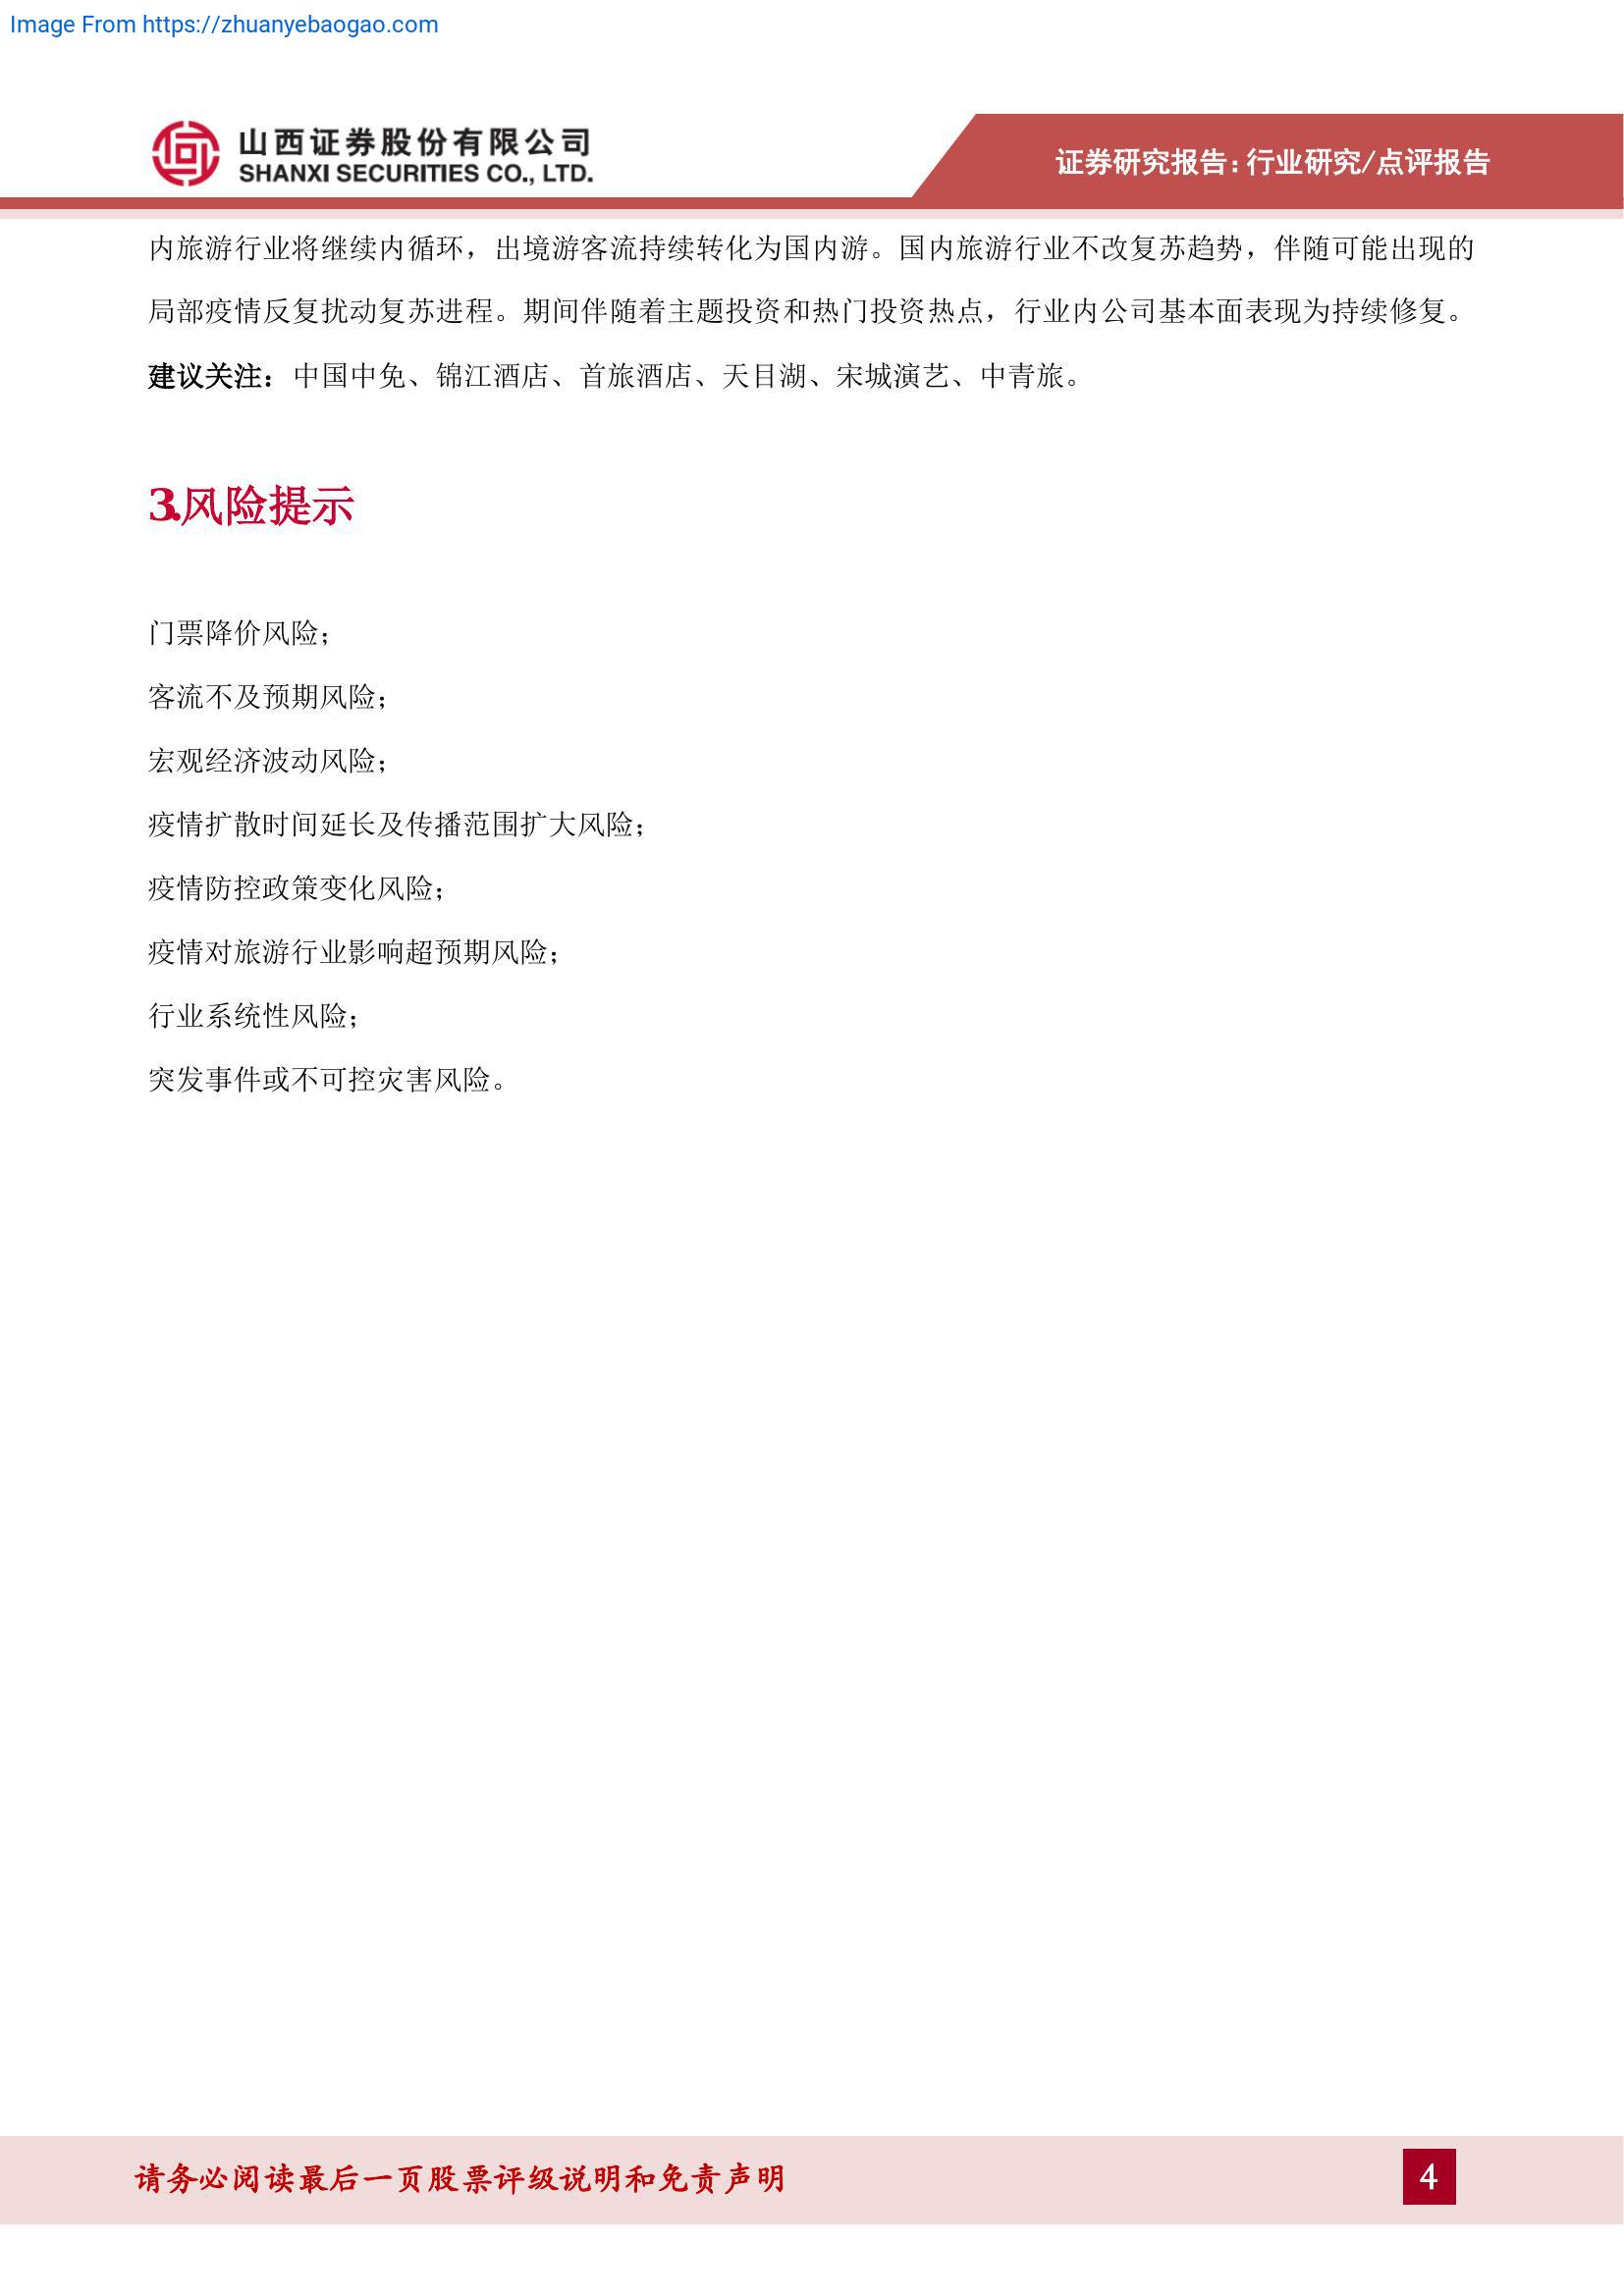 Image From https://zhuanyebaogao.com
山西证券股份有限公司
SHANXI SECURITIES CO., LTD.
证券研究报告：行业研究/点评报告
内旅游行业将继续内循环，出境游客流持续转化为国内游。国内旅游行业不改复苏趋势，伴随可能出现的
局部疫情反复扰动复苏进程。期间伴随着主题投资和热门投资热点，行业内公司基本面表现为持续修复。
建议关注：中国中免、锦江酒店、首旅酒店、天目湖、宋城演艺、中青旅。
3.风险提示
门票降价风险；
客流不及预期风险；
宏观经济波动风险；
疫情扩散时间延长及传播范围扩大风险；
疫情防控政策变化风险；
疫情对旅游行业影响超预期风险；
行业系统性风险；
突发事件或不可控灾害风险。
请务必阅读最后一页股票评级说明和免责声明
4